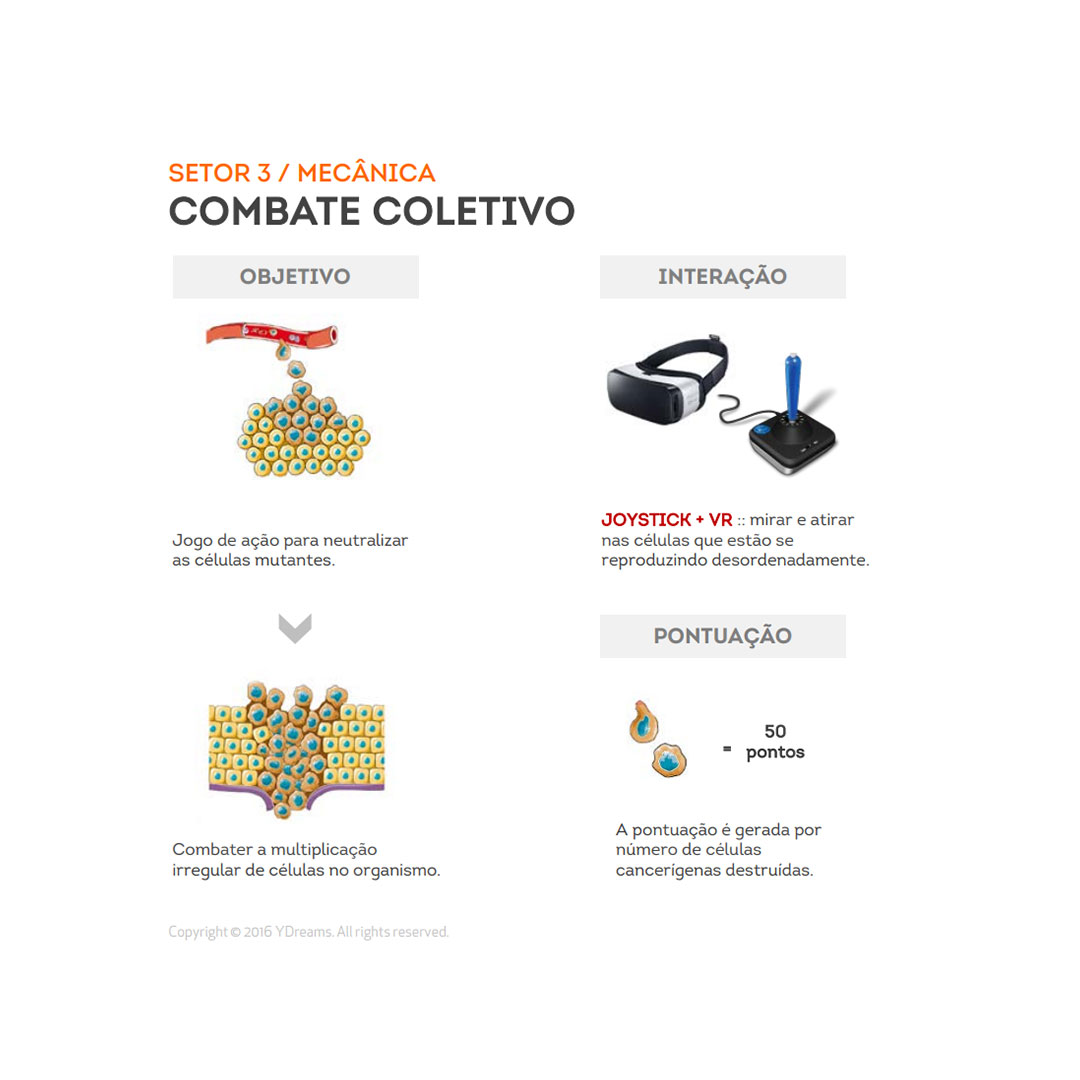 SETOR 3 / MECÂNICA
COMBATE COLETIVO
OBJETIVO
Jogo de ação para neutralizar
as células mutantes.
Combater a multiplicação
irregular de células no organismo.
INTERAÇÃO
JOYSTICK + VR :: mirar e atirar
nas células que estão se
reproduzindo desordenadamente.
PONTUAÇÃO
= 50
pontos
A pontuação é gerada por
número de células
cancerígenas destruídas.
Copyright © 2016 YDreams. All rights reserved.